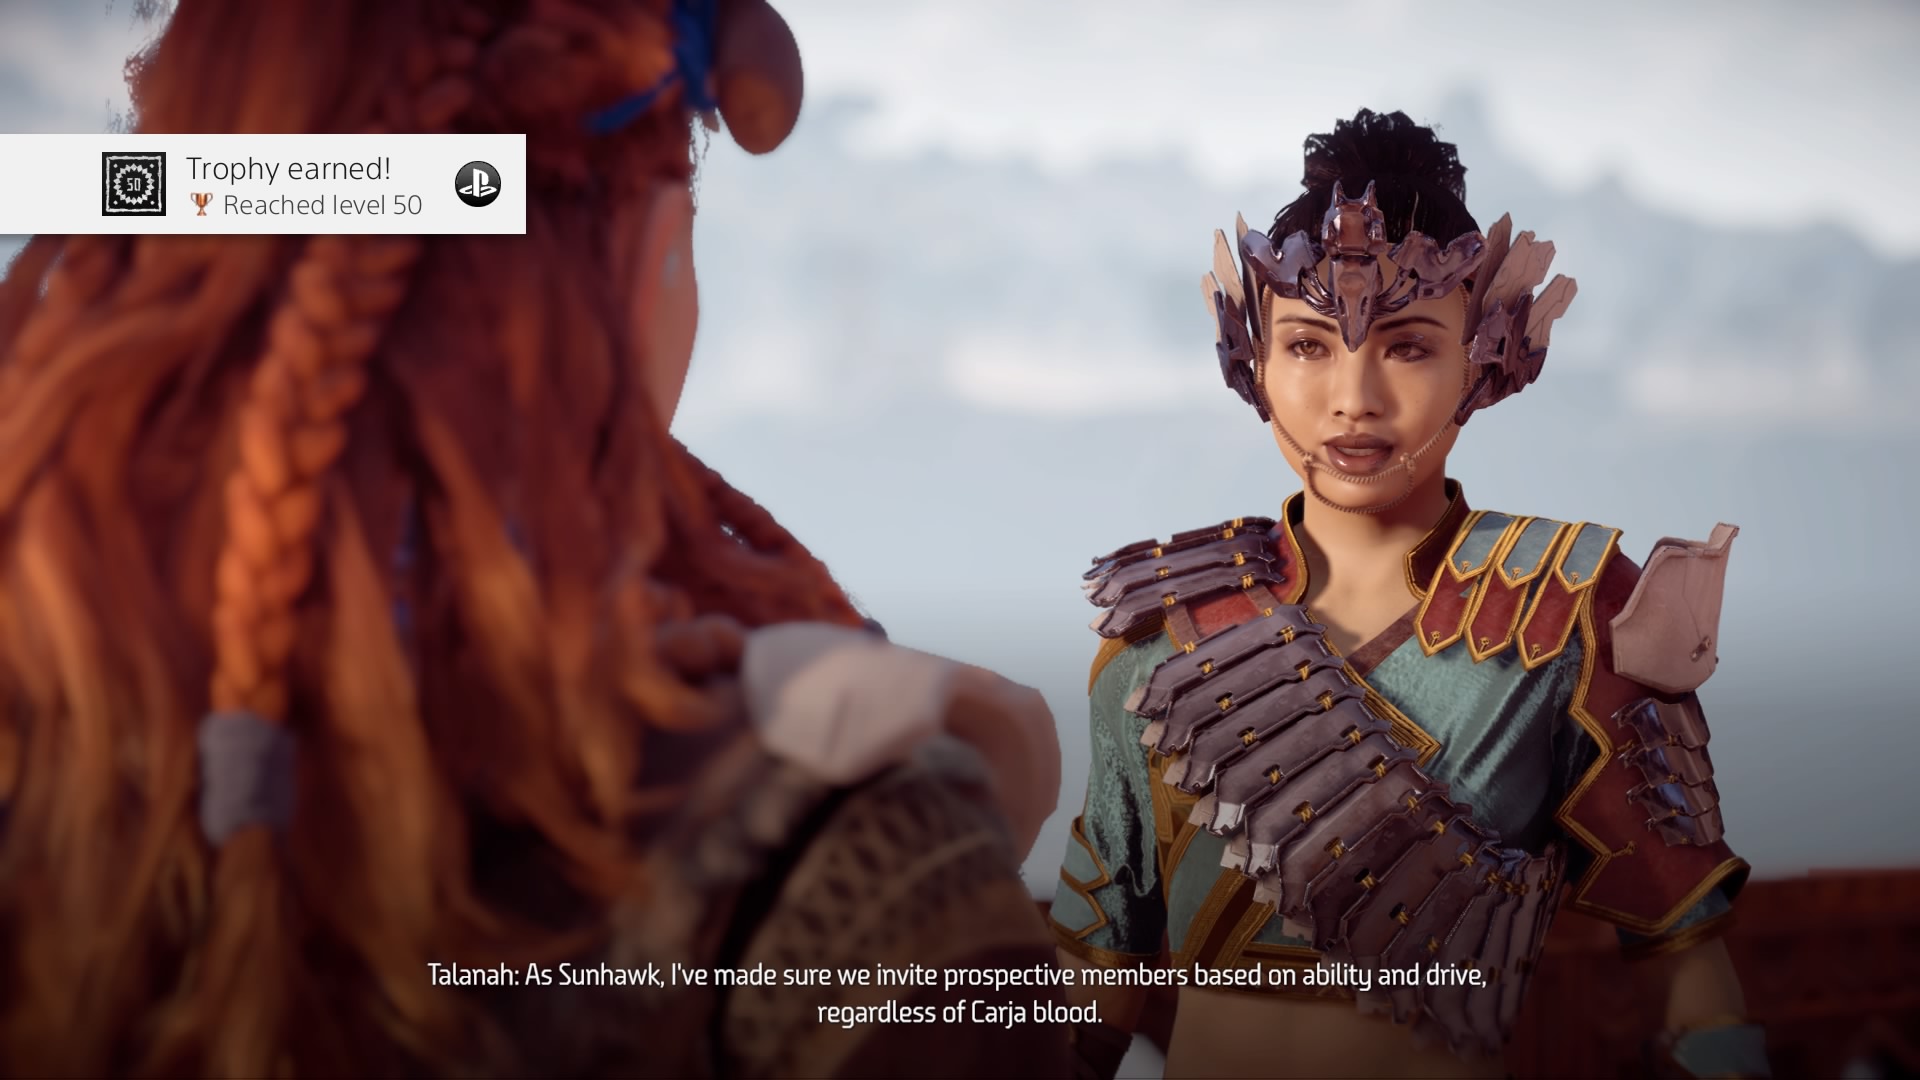 Trophy earned!
50
Reached level 50
Talanah: As Sunhawk, I've made sure we invite prospective members based on ability and drive,
regardless of Carja blood.